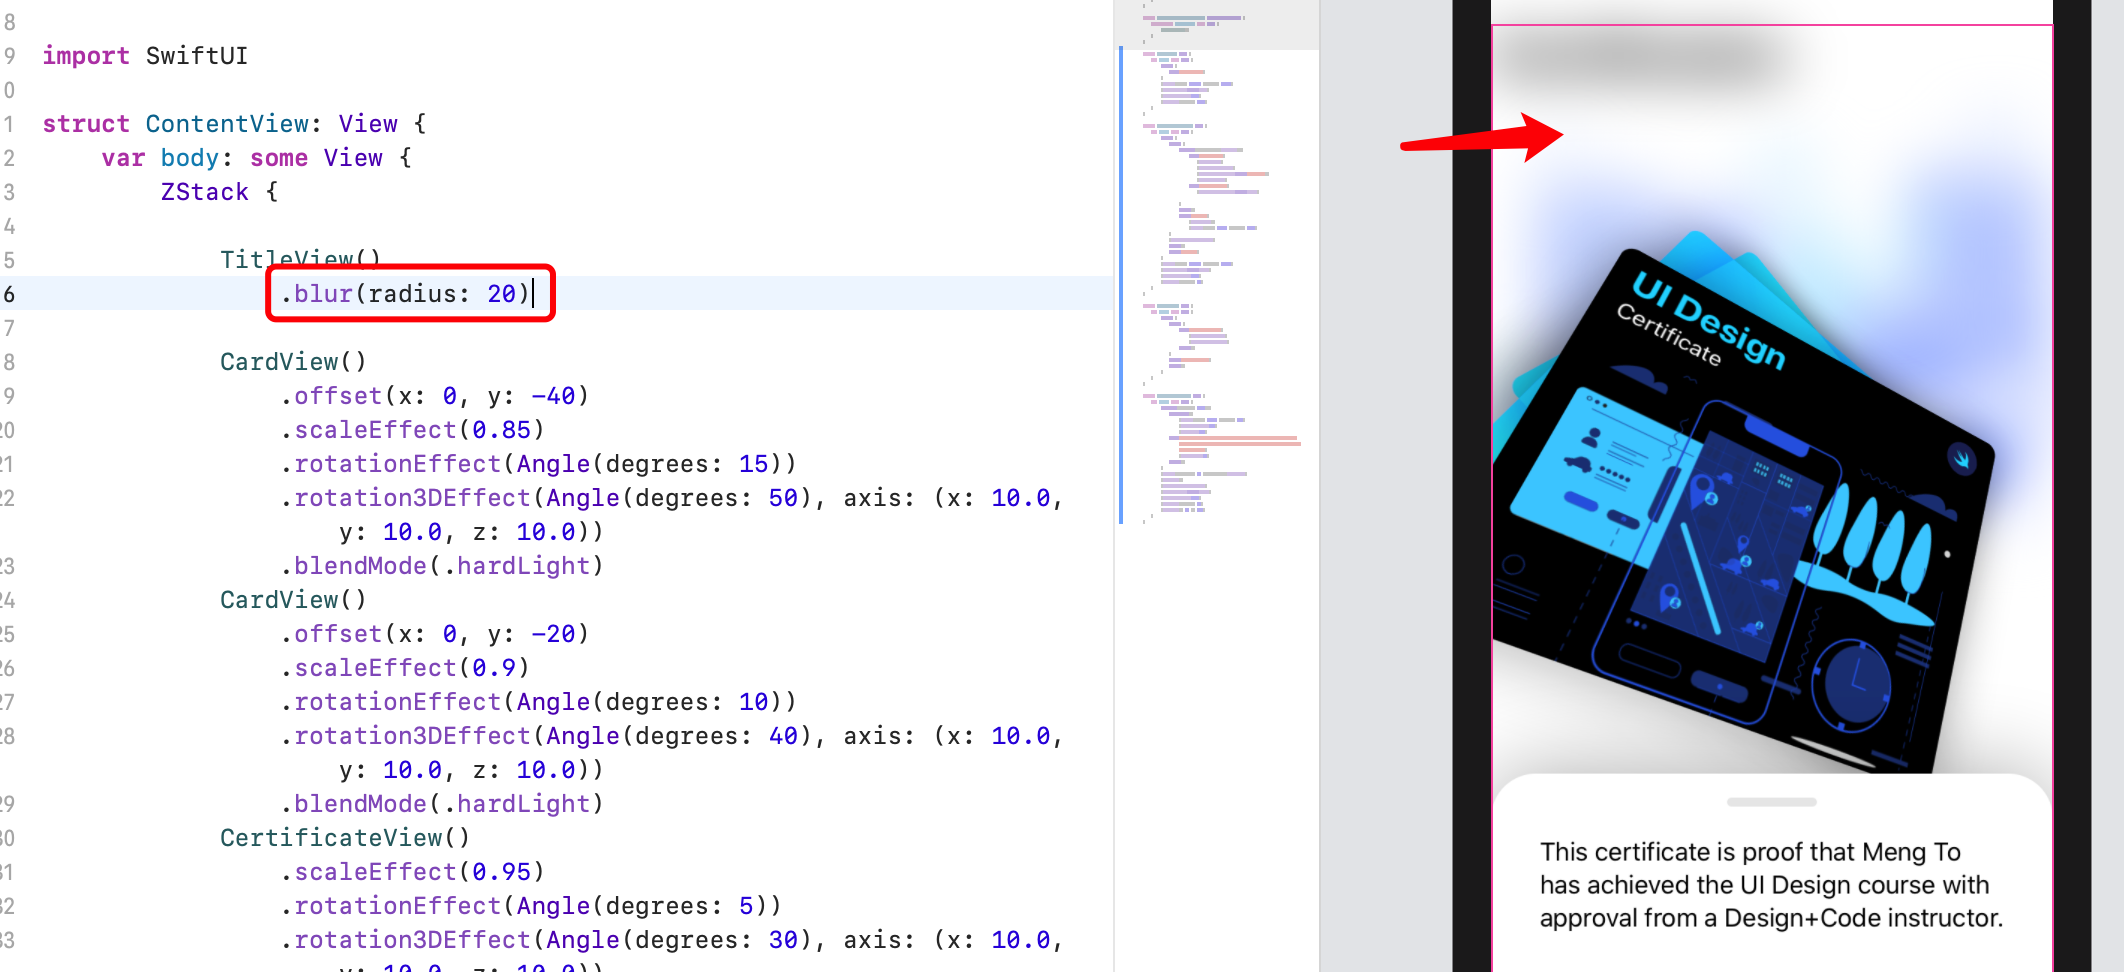 8
9 import SwiftUI
0
1 struct ContentView: View {
2 var body: some View {
3 ZStack {
4
5 TitleView()
6 .blur(radius: 20)
7
8 CardView()
9 .offset(x: 0, y: -40)
20 .scaleEffect(0.85)
21 .rotationEffect(Angle(degrees: 15))
22 .rotation3DEffect(Angle(degrees: 50), axis: (x: 10.0,
y: 10.0, z: 10.0))
23 .blendMode(.hardLight)
24 CardView()
25 .offset(x: 0, y: -20)
26 .scaleEffect(0.9)
27 .rotationEffect(Angle(degrees: 10))
28 .rotation3DEffect(Angle(degrees: 40), axis: (x: 10.0,
y: 10.0, z: 10.0))
29 .blendMode(.hardLight)
30 CertificateView()
31 .scaleEffect(0.95)
32 .rotationEffect(Angle(degrees: 5))
33 .rotation3DEffect(Angle(degrees: 30), axis: (x: 10.0,
y: 10.0, z: 10.0))
UI Design
Certificate
This certificate is proof that Meng To
has achieved the UI Design course with
approval from a Design+Code instructor.